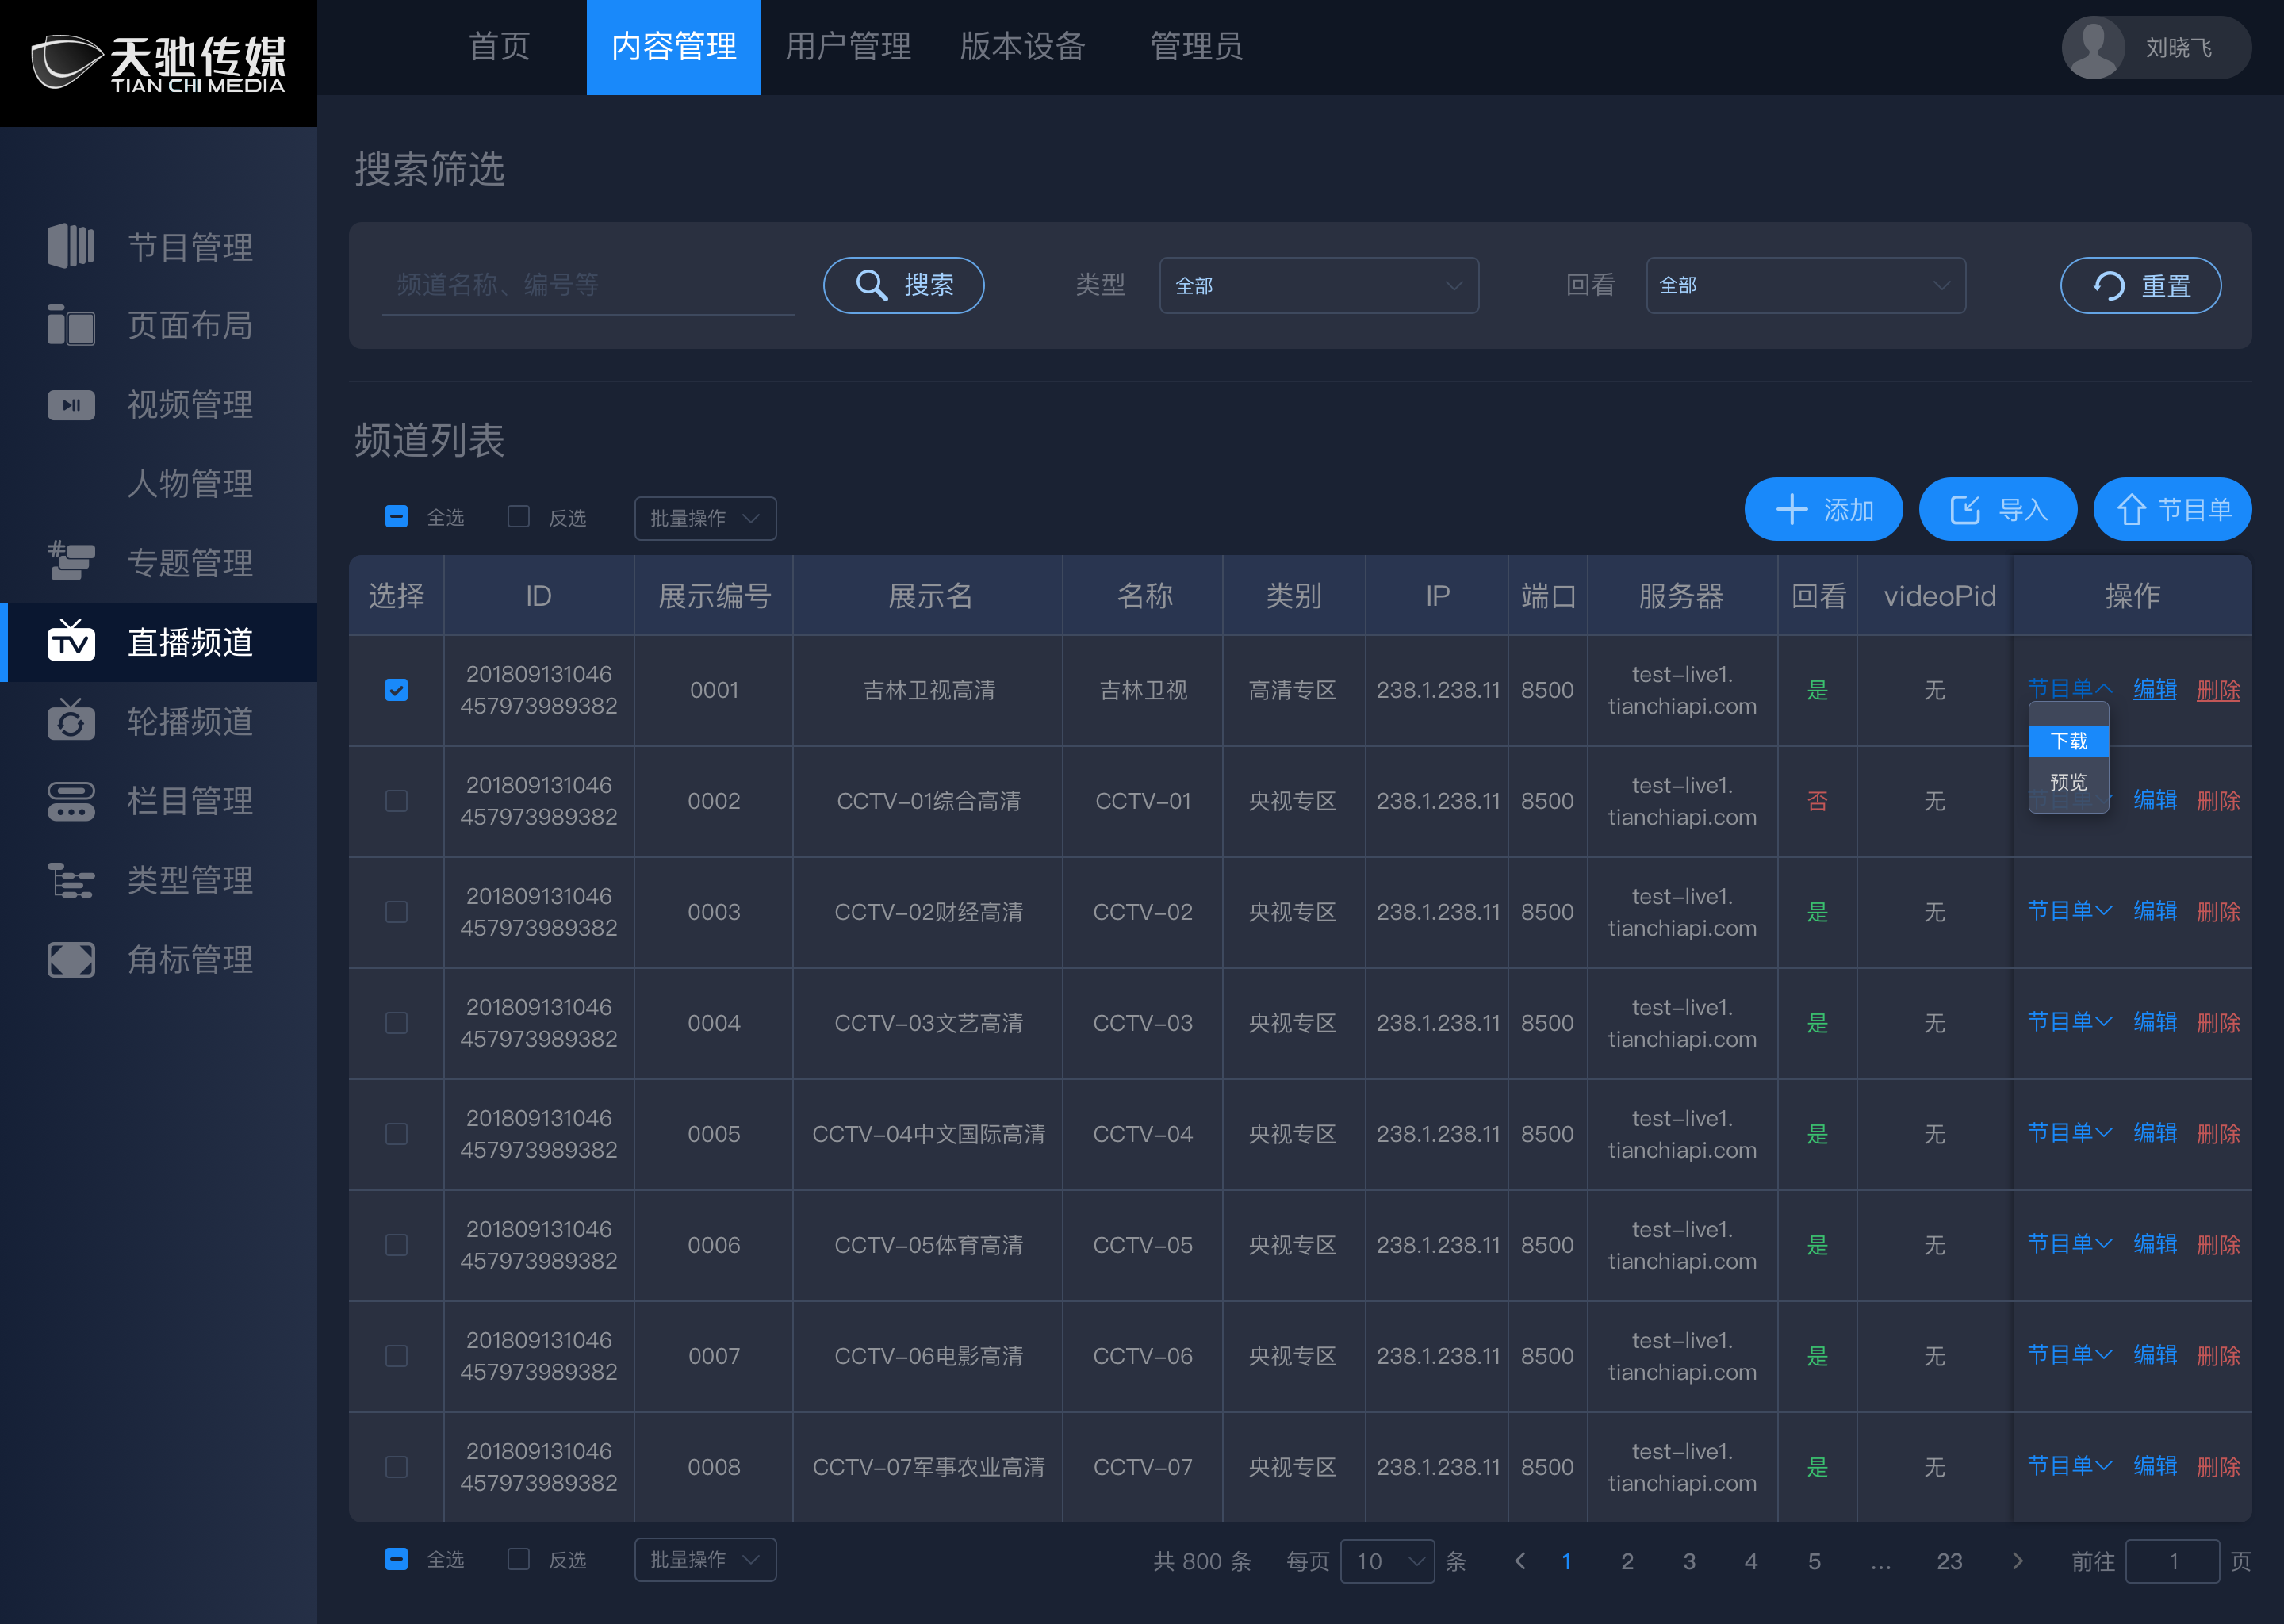 天驰传媒
TIAN CHI MEDIA
首页 内容管理 用户管理 版本设备 管理员
刘晓飞
节目管理
页面布局
视频管理
人物管理
专题管理
直播频道
轮播频道
栏目管理
类型管理
角标管理
搜索筛选
频道名称、编号等 搜索 类型 全部 回看 全部 重置
频道列表
全选 反选 批量操作 添加 导入 节目单
选择 ID 展示编号 展示名 名称 类别 IP 端口 服务器 回看 videoPid 操作
201809131046
457973989382 0001 吉林卫视高清 吉林卫视 高清专区 238.1.238.11 8500 test-live1.
tianchiapi.com 是 无 节目单 编辑 删除
下载
预览
201809131046
457973989382 0002 CCTV-01综合高清 CCTV-01 央视专区 238.1.238.11 8500 test-live1.
tianchiapi.com 否 无 节目单 编辑 删除
201809131046
457973989382 0003 CCTV-02财经高清 CCTV-02 央视专区 238.1.238.11 8500 test-live1.
tianchiapi.com 是 无 节目单 编辑 删除
201809131046
457973989382 0004 CCTV-03文艺高清 CCTV-03 央视专区 238.1.238.11 8500 test-live1.
tianchiapi.com 是 无 节目单 编辑 删除
201809131046
457973989382 0005 CCTV-04中文国际高清 CCTV-04 央视专区 238.1.238.11 8500 test-live1.
tianchiapi.com 是 无 节目单 编辑 删除
201809131046
457973989382 0006 CCTV-05体育高清 CCTV-05 央视专区 238.1.238.11 8500 test-live1.
tianchiapi.com 是 无 节目单 编辑 删除
201809131046
457973989382 0007 CCTV-06电影高清 CCTV-06 央视专区 238.1.238.11 8500 test-live1.
tianchiapi.com 是 无 节目单 编辑 删除
201809131046
457973989382 0008 CCTV-07军事农业高清 CCTV-07 央视专区 238.1.238.11 8500 test-live1.
tianchiapi.com 是 无 节目单 编辑 删除
全选 反选 批量操作 共 800 条 每页 10 条 1 2 3 4 5 ... 23 前往 1 页